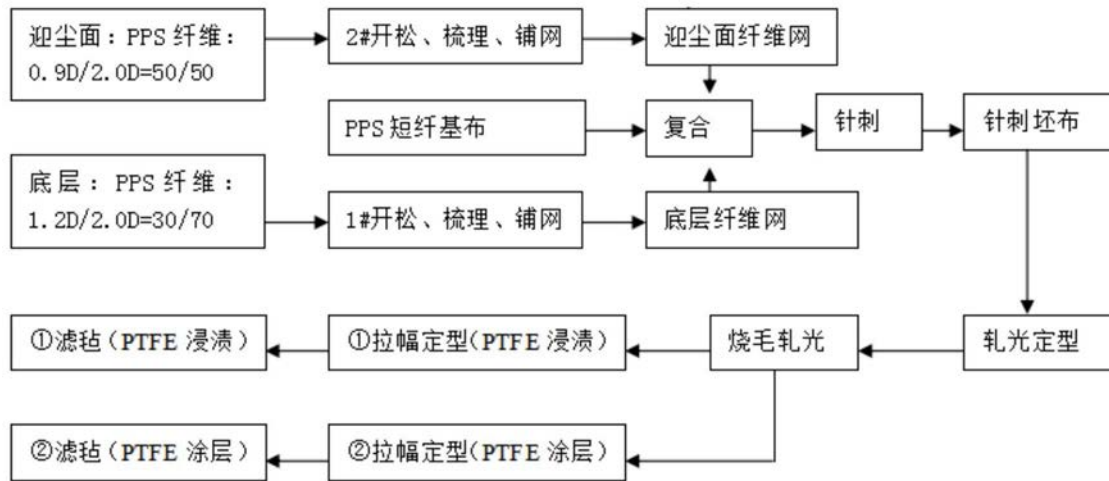 迎尘面：PPS 纤维：
0.9D/2.0D=50/50
2#开松、梳理、铺网
迎尘面纤维网
PPS 短纤基布
复合
针刺
针刺坯布
底层：PPS 纤维：
1.2D/2.0D=30/70
1#开松、梳理、铺网
底层纤维网
①滤毡（PTFE 浸渍）
①拉幅定型(PTFE 浸渍）
烧毛轧光
轧光定型
②滤毡（PTFE 涂层）
②拉幅定型(PTFE 涂层）